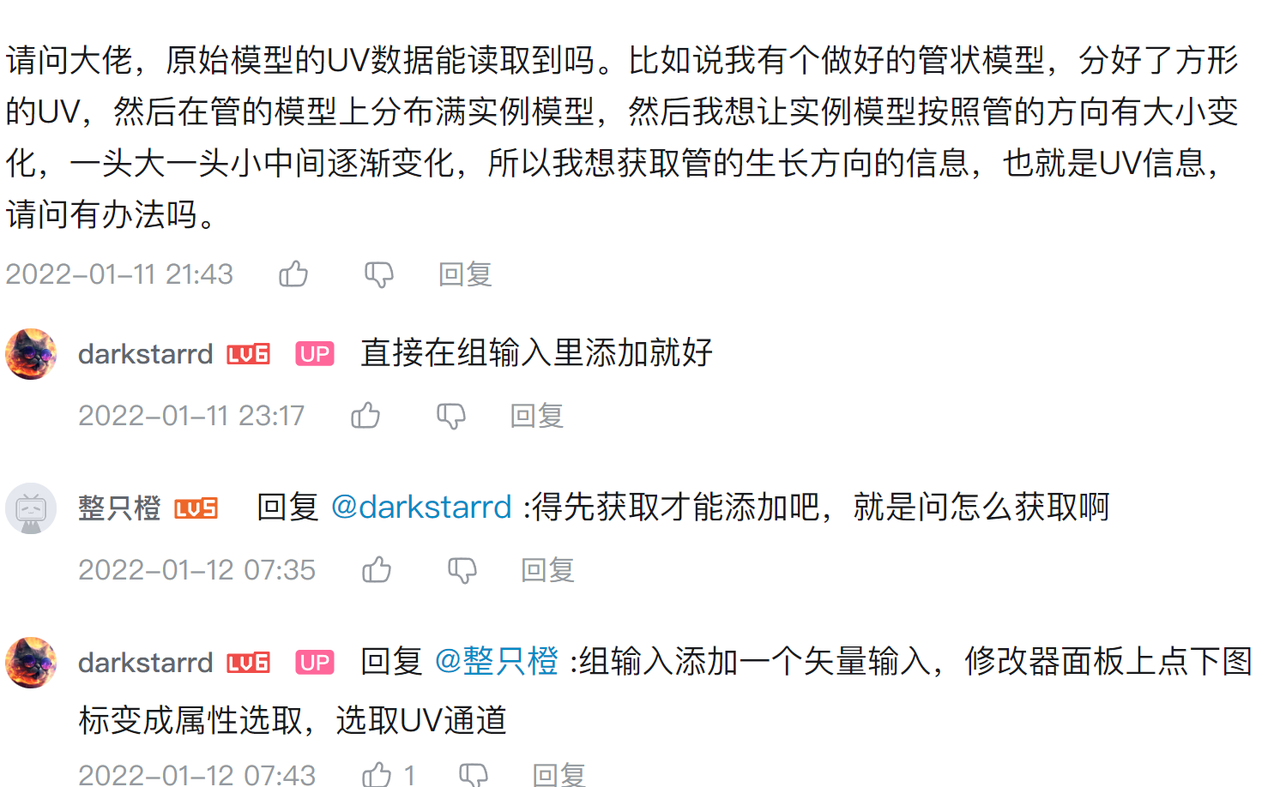 请问大佬，原始模型的UV数据能读取到吗。比如说我有个做好的管状模型，分好了方形
的UV，然后在管的模型上分布满实例模型，然后我想让实例模型按照管的方向有大小变
化，一头大一头小中间逐渐变化，所以我想获取管的生长方向的信息，也就是UV信息，
请问有办法吗。
2022-01-11 21:43 回复
darkstarrd LV6 UP 直接在组输入里添加就好
2022-01-11 23:17 回复
整只橙 LV5 回复 @darkstarrd :得先获取才能添加吧，就是问怎么获取啊
2022-01-12 07:35 回复
darkstarrd LV6 UP 回复 @整只橙 :组输入添加一个矢量输入，修改器面板上点下图
标变成属性选取，选取UV通道
2022-01-12 07:43 1 回复